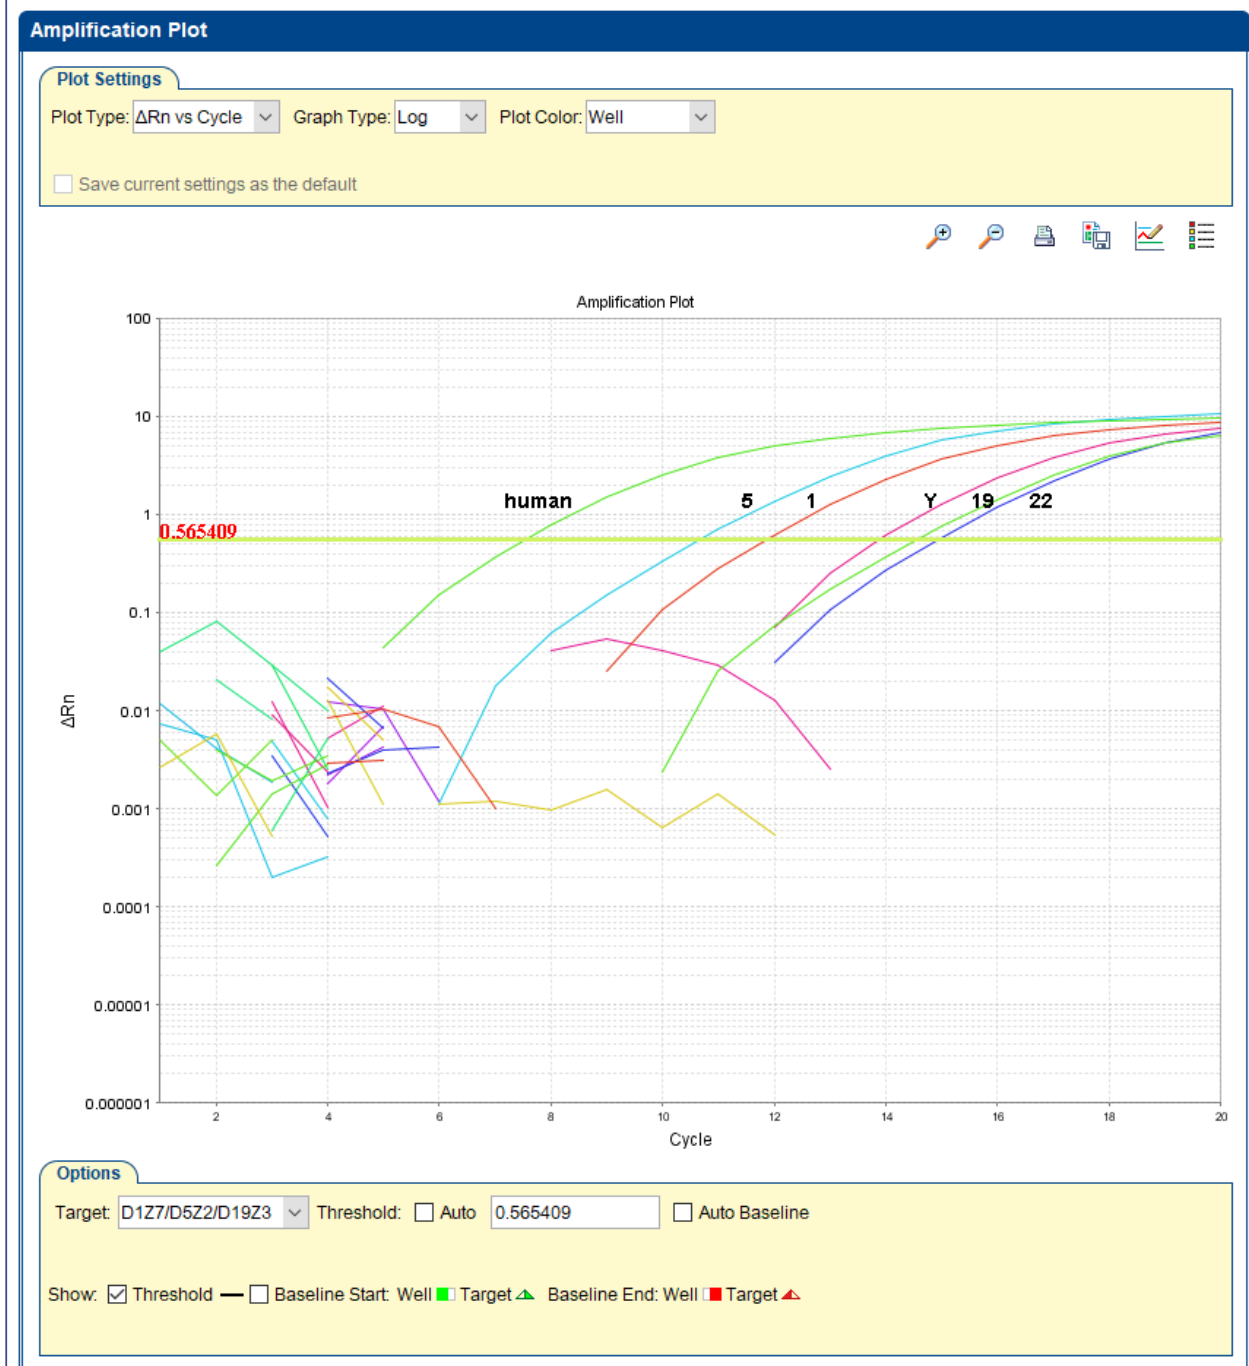 Amplification Plot
Plot Settings
Plot Type: ΔRn vs Cycle Graph Type: Log Plot Color: Well
Save current settings as the default
Amplification Plot
100
10
human 5 1 Y 19 22
1
0.565409
0.1
0.01
ΔRn
0.001
0.0001
0.00001
0.000001
2 4 6 8 10 12 14 16 18 20
Cycle
Options
Target: D1Z7/D5Z2/D19Z3 Threshold: Auto 0.565409 Auto Baseline
Show: Threshold Baseline Start: Well Target Baseline End: Well Target